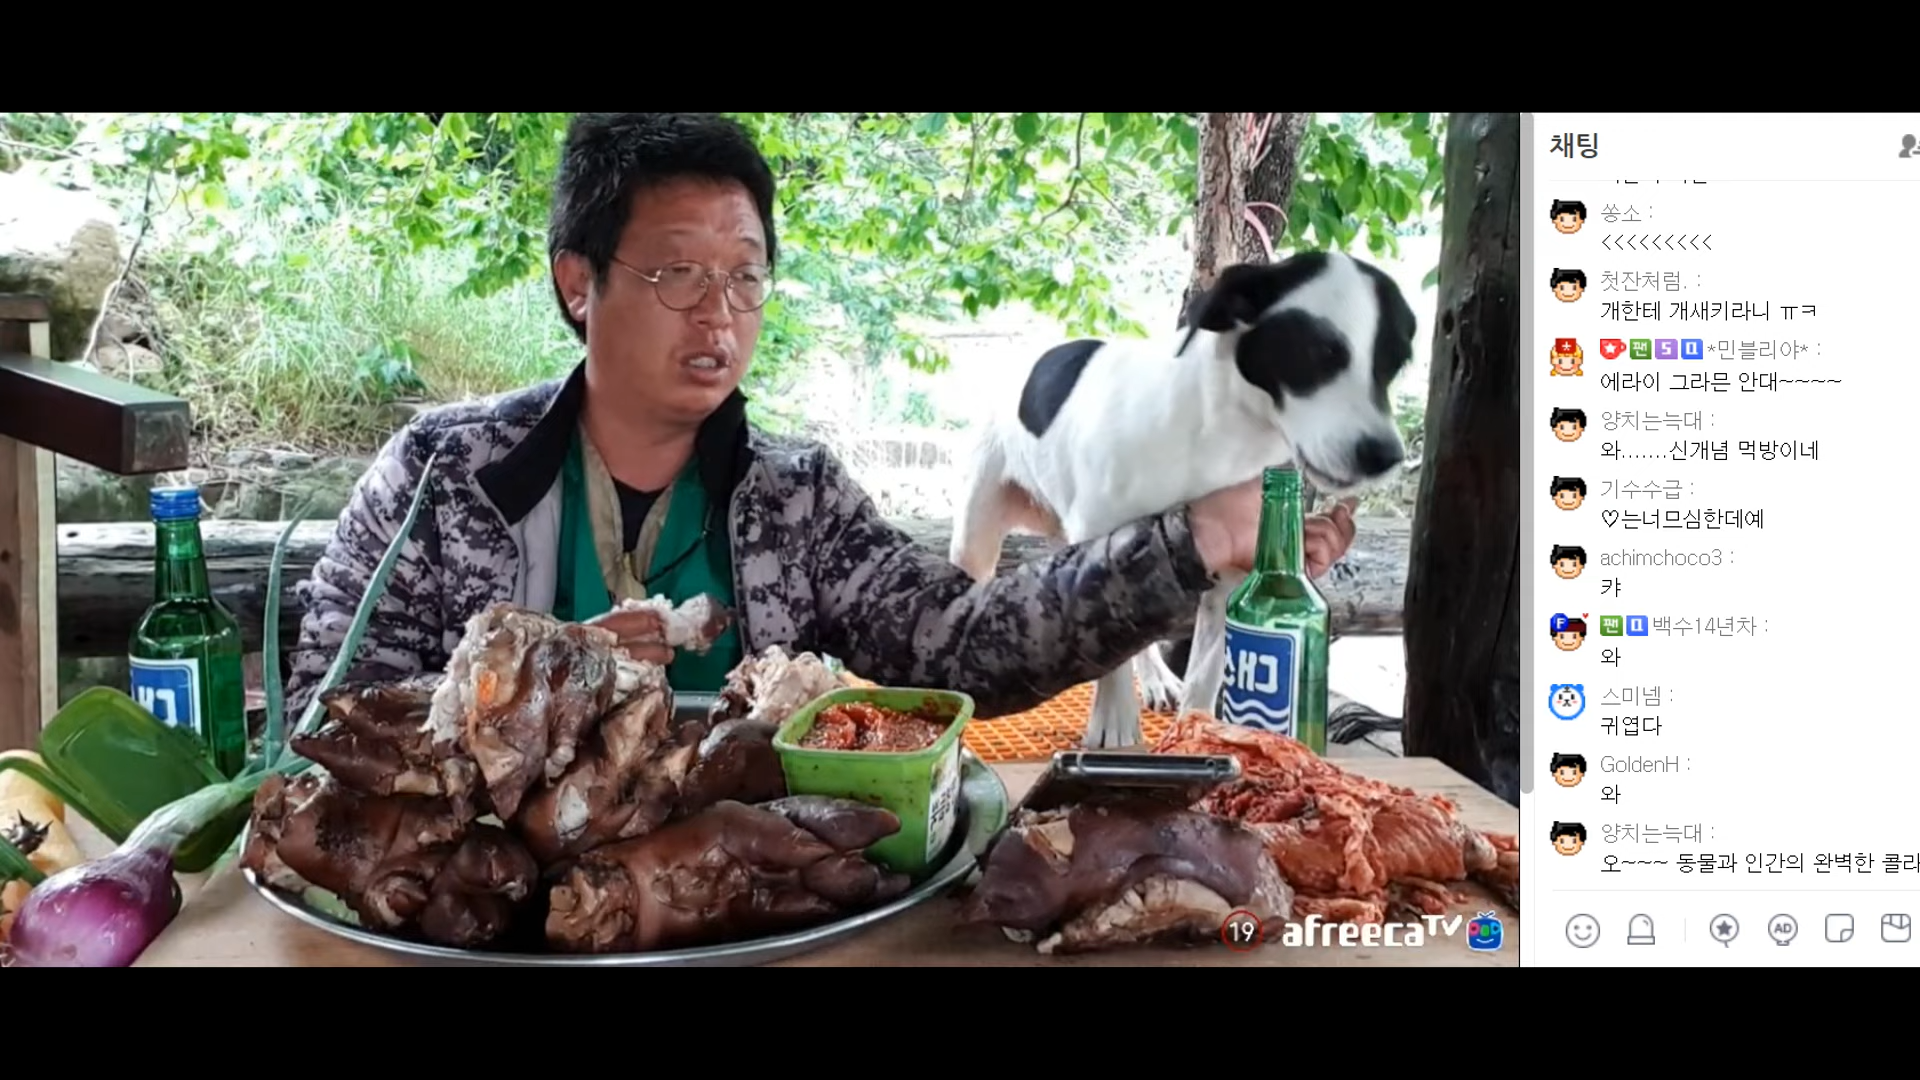 채팅
쏭소 :
<<<<<<<<<
첫잔처럼. :
개한테 개새키라니 ㅠㅋ
팬 S *민블리야* :
에라이 그라믄 안대~~~~
양치는늑대 :
와.......신개념 먹방이네
기수수급 :
♡는너므심한데예
achimchoco3 :
캬
F 팬 백수14년차 :
와
스미넴 :
귀엽다
GoldenH :
와
양치는늑대 :
오~~~ 동물과 인간의 완벽한 콜라
AD
19 afreecaTV